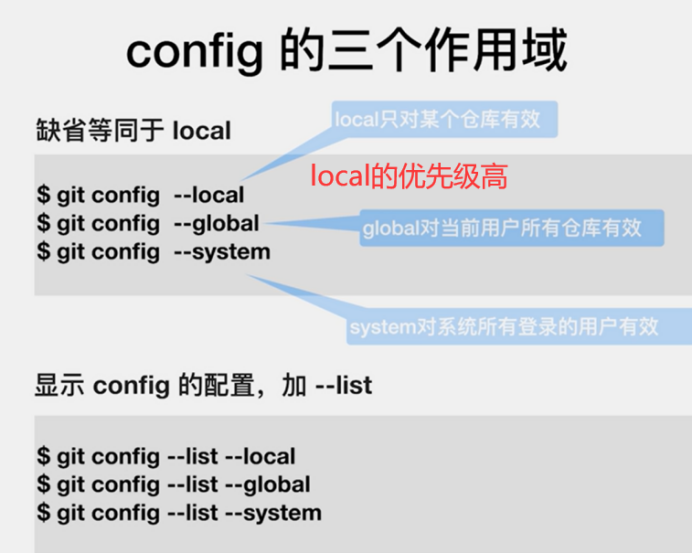 config 的三个作用域
缺省等同于 local
local只对某个仓库有效
local的优先级高
$ git config --local
$ git config --global
global对当前用户所有仓库有效
$ git config --system
system对系统所有登录的用户有效
显示 config 的配置，加 --list
$ git config --list --local
$ git config --list --global
$ git config --list --system